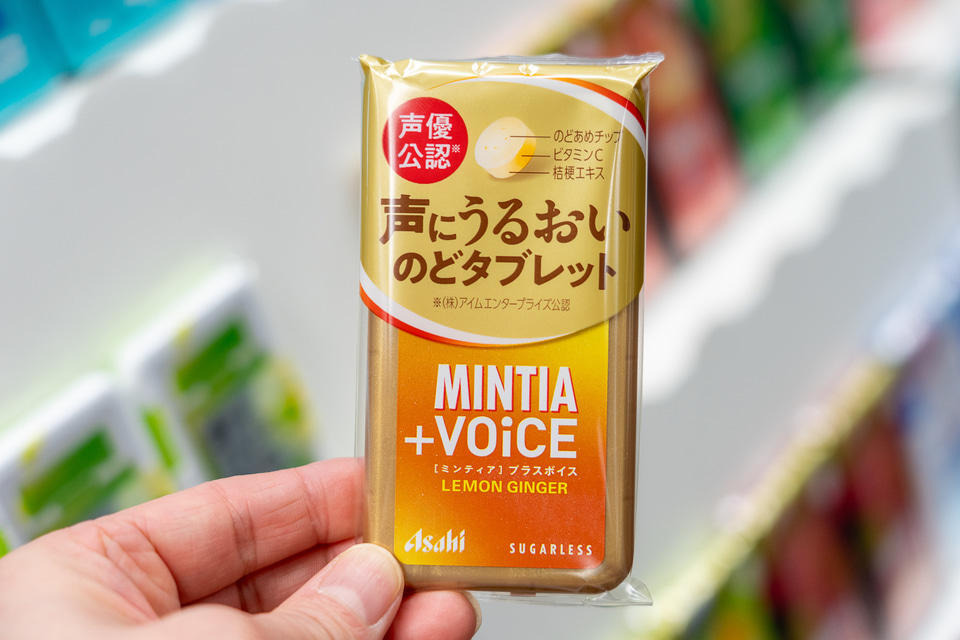 声優
公認※
のどあめチップ
ビタミンC
桔梗エキス
声にうるおい
のどタブレット
※(株)アイムエンタープライズ公認
MINTIA
+VOiCE
[ミンティア]プラスボイス
LEMON GINGER
Asahi
SUGARLESS